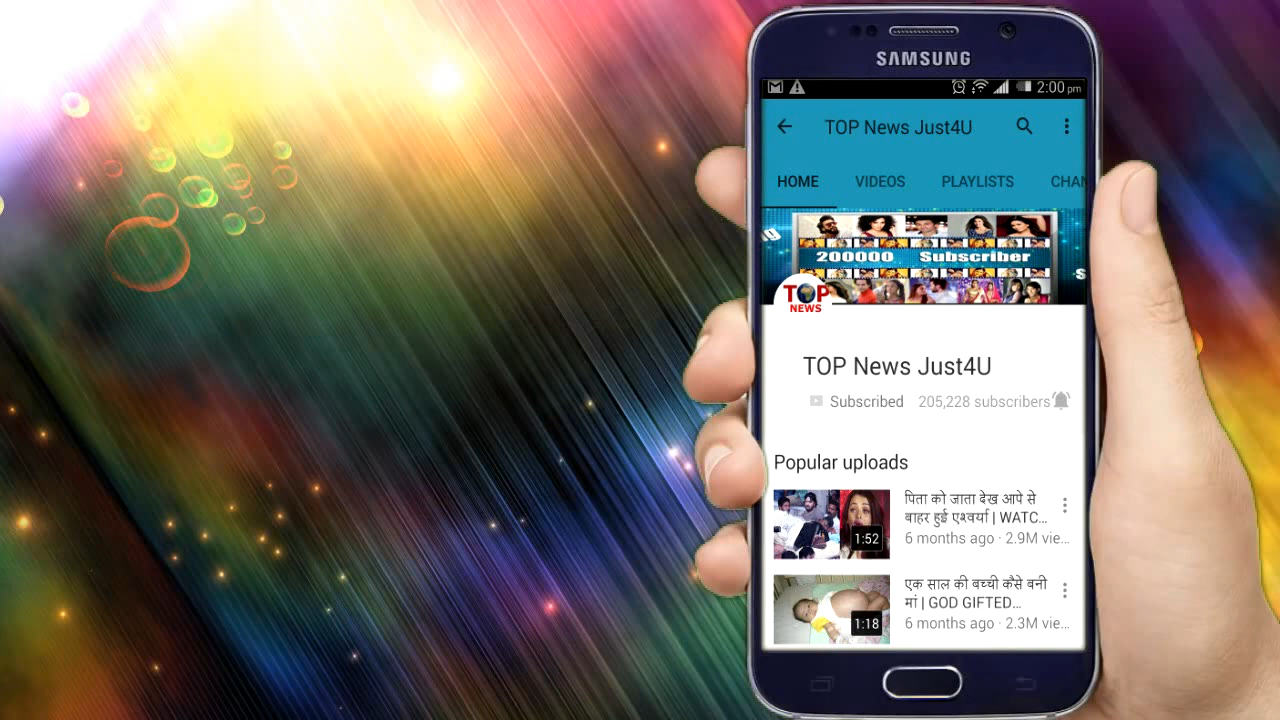 SAMSUNG
2:00 pm
TOP News Just4U
HOME VIDEOS PLAYLISTS CHAN
200000 Subscriber
TOP
NEWS
TOP News Just4U
Subscribed 205,228 subscribers
Popular uploads
पिता को जाता देख आपे से
बाहर हुई एश्वर्या | WATC...
6 months ago · 2.9M vie...
1:52
एक साल की बच्ची कैसे बनी
मां | GOD GIFTED...
6 months ago · 2.3M vie...
1:18